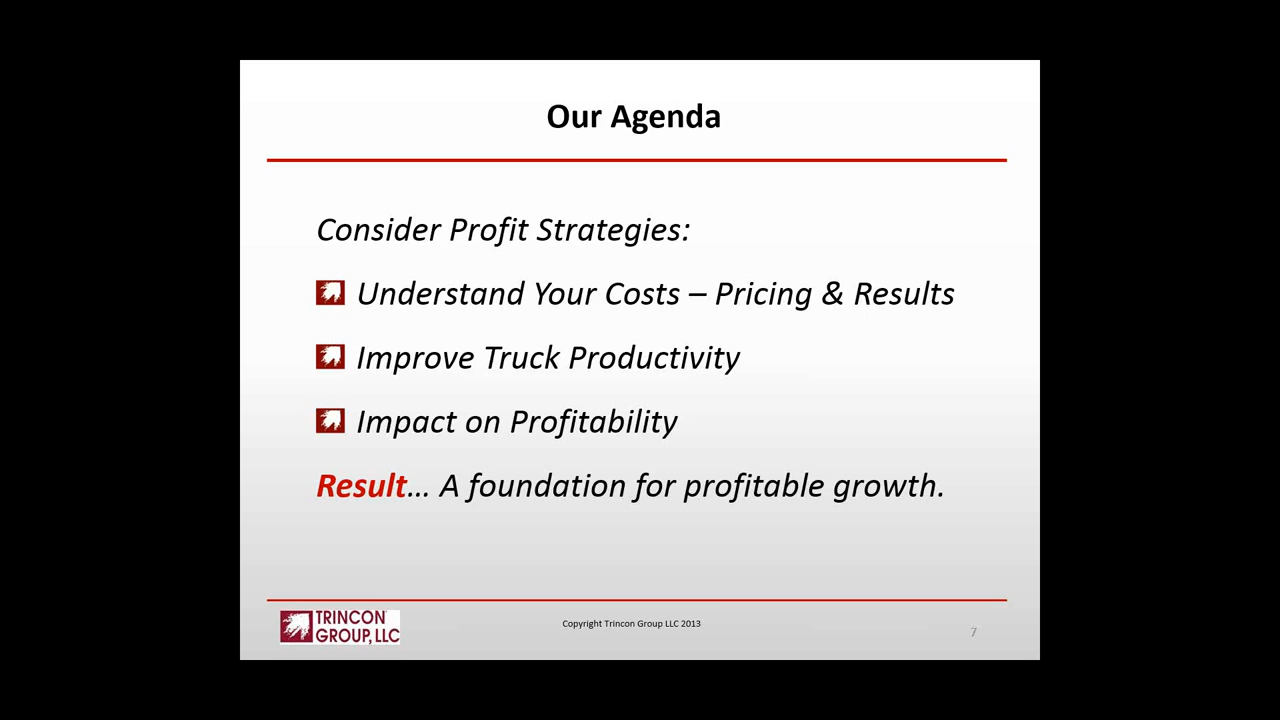 Our Agenda
Consider Profit Strategies:
Understand Your Costs – Pricing & Results
Improve Truck Productivity
Impact on Profitability
Result... A foundation for profitable growth.
TRINCON
GROUP, LLC
Copyright Trincon Group LLC 2013
7